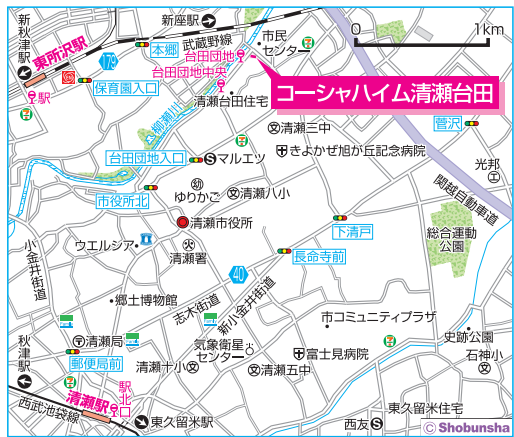 新座駅
新秋津駅
東所沢駅
本郷
武蔵野線
市民
センター
0
1km
179
台田団地
台田団地中央
コーシャハイム清瀬台田
駅
保育園入口
清瀬台田住宅
柳瀬川
清瀬三中
菅沢
きよかぜ旭が丘記念病院
台田団地入口
マルエツ
光邦
市役所北
ゆりかご
幼
清瀬八小
関越自動車道
清瀬市役所
下清戸
総合運動
公園
小金井街道
ウエルシア
清瀬署
長命寺前
40
郷土博物館
志木街道
新小金井街道
市コミュニティプラザ
史跡公園
秋津駅
清瀬局
気象衛星
センター
郵便局前
富士見病院
石神小
清瀬十小
清瀬五中
清瀬駅
駅北口
西武池袋線
東久留米駅
西友
東久留米住宅
© Shobunsha